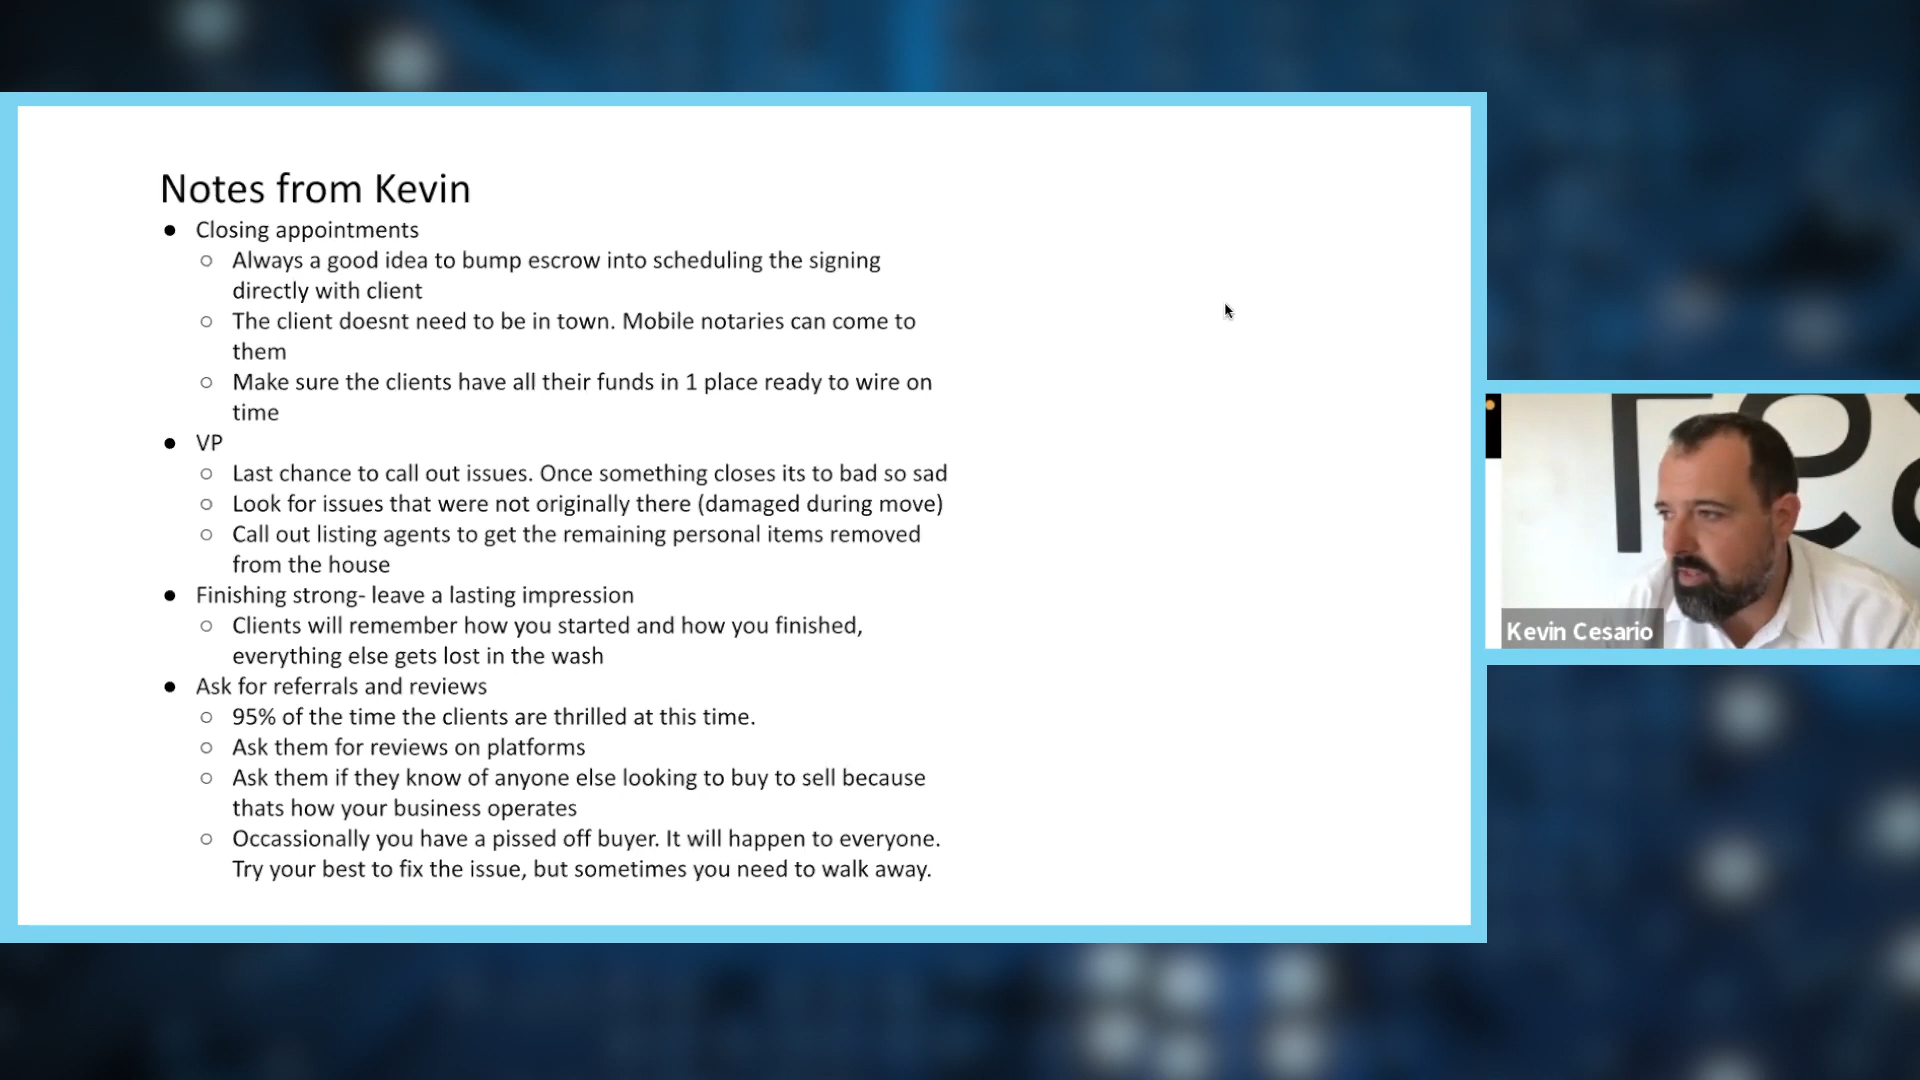 Notes from Kevin
● Closing appointments
○ Always a good idea to bump escrow into scheduling the signing
directly with client
○ The client doesnt need to be in town. Mobile notaries can come to
them
○ Make sure the clients have all their funds in 1 place ready to wire on
time
● VP
○ Last chance to call out issues. Once something closes its to bad so sad
○ Look for issues that were not originally there (damaged during move)
○ Call out listing agents to get the remaining personal items removed
from the house
● Finishing strong- leave a lasting impression
○ Clients will remember how you started and how you finished,
everything else gets lost in the wash
● Ask for referrals and reviews
○ 95% of the time the clients are thrilled at this time.
○ Ask them for reviews on platforms
○ Ask them if they know of anyone else looking to buy to sell because
thats how your business operates
○ Occassionally you have a pissed off buyer. It will happen to everyone.
Try your best to fix the issue, but sometimes you need to walk away.
Kevin Cesario